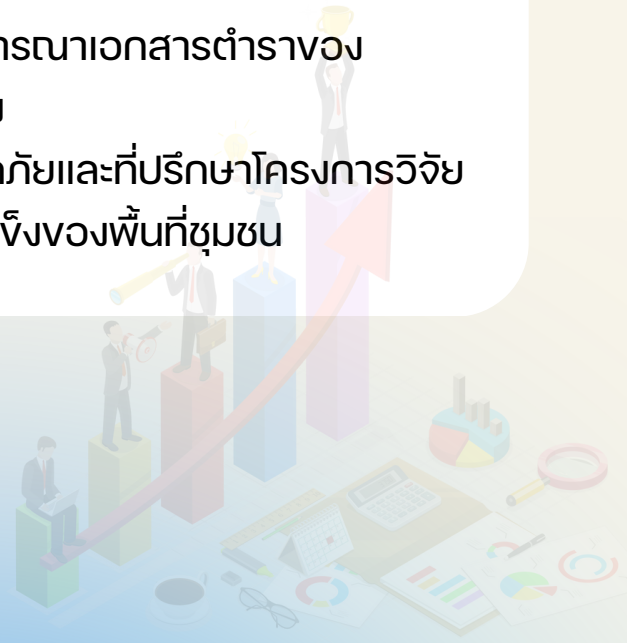 ารณาเอกสารตำราของ
ภัยและที่ปรึกษาโครงการวิจัย
ข็งของพื้นที่ชุมชน